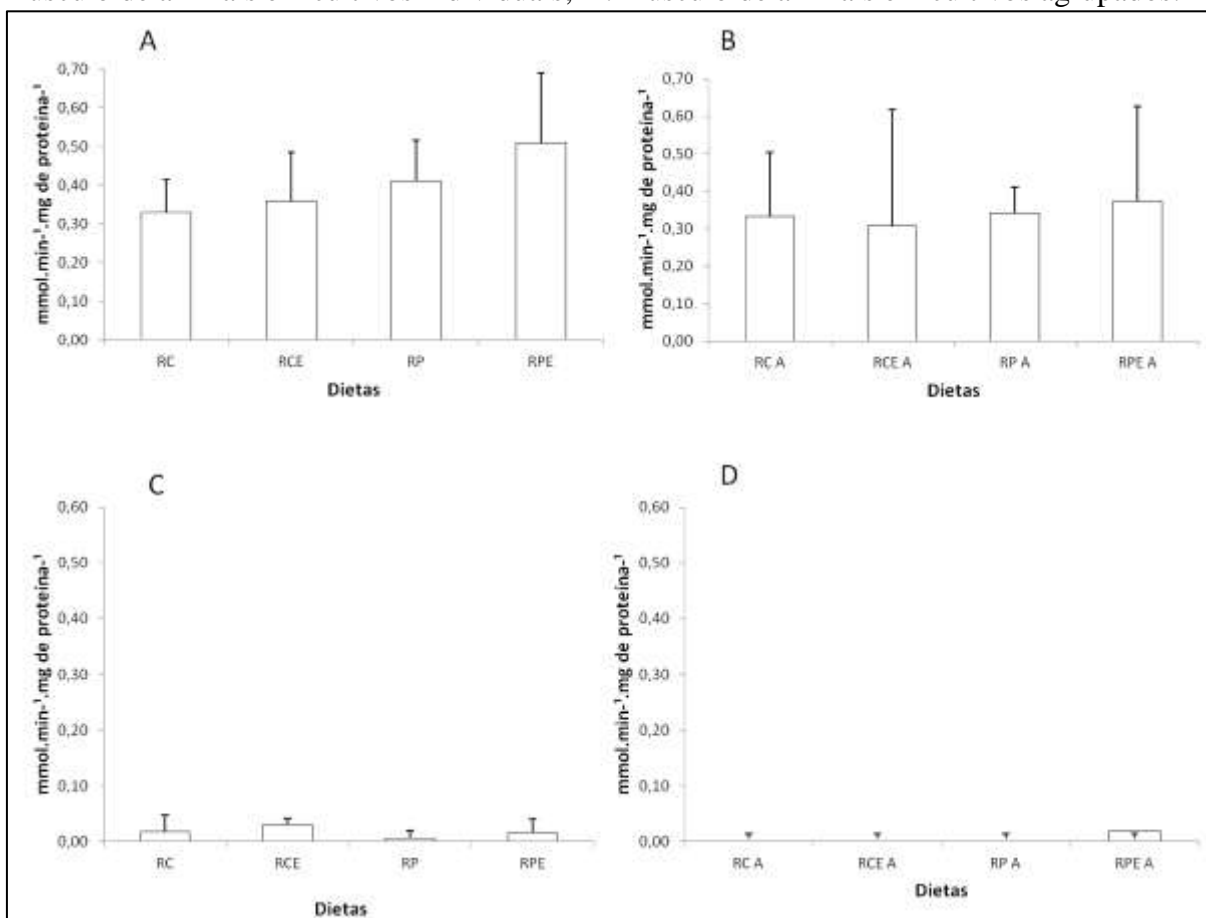 A
mmol.min-¹.mg de proteína-¹
0,70
0,60
0,50
0,40
0,30
0,20
0,10
0,00
RC RCE RP RPE
Dietas
B
mmol.min-¹.mg de proteína-¹
0,70
0,60
0,50
0,40
0,30
0,20
0,10
0,00
RC A RCE A RP A RPE A
Dietas
C
mmol.min-¹.mg de proteína-¹
0,60
0,50
0,40
0,30
0,20
0,10
0,00
RC RCE RP RPE
Dietas
D
mmol.min-¹.mg de proteína-¹
0,60
0,50
0,40
0,30
0,20
0,10
0,00
RC A RCE A RP A RPE A
Dietas